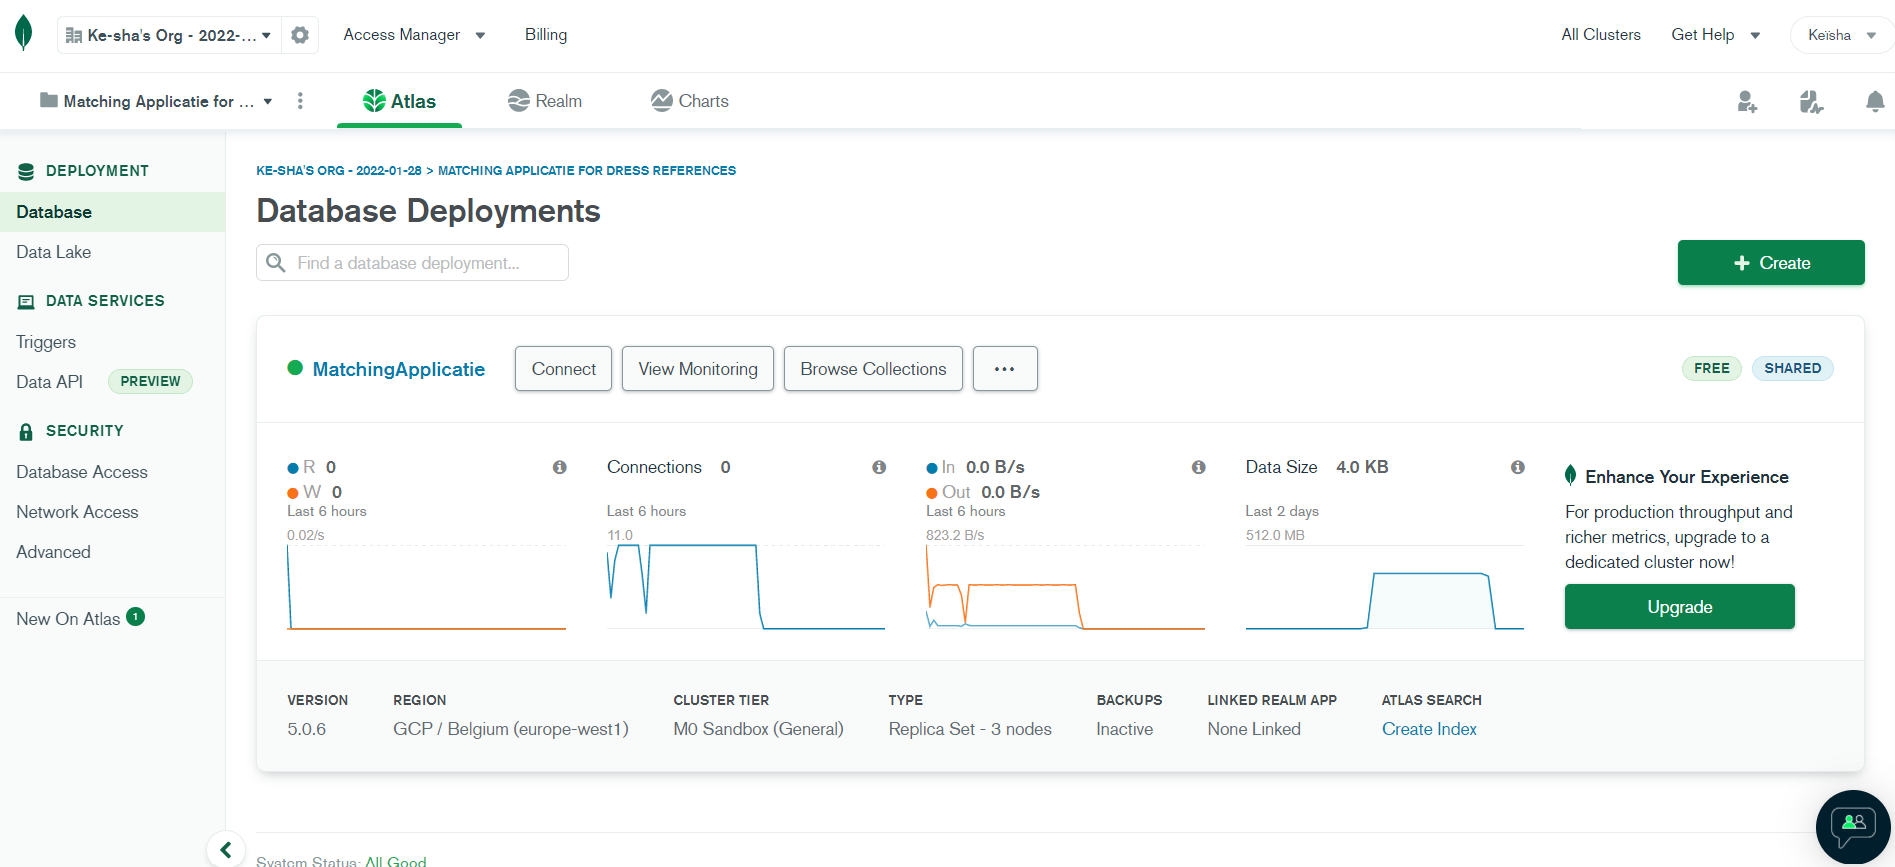 Ke-sha's Org - 2022-...
Access Manager
Billing
All Clusters
Get Help
Keïsha
Matching Applicatie for ...
Atlas
Realm
Charts
DEPLOYMENT
Database
Data Lake
DATA SERVICES
Triggers
Data API PREVIEW
SECURITY
Database Access
Network Access
Advanced
New On Atlas 1
KE-SHA'S ORG - 2022-01-28 > MATCHING APPLICATIE FOR DRESS REFERENCES
Database Deployments
Find a database deployment...
+ Create
MatchingApplicatie
Connect
View Monitoring
Browse Collections
...
FREE
SHARED
R 0
W 0
Last 6 hours
0.02/s
Connections 0
Last 6 hours
11.0
In 0.0 B/s
Out 0.0 B/s
Last 6 hours
823.2 B/s
Data Size 4.0 KB
Last 2 days
512.0 MB
Enhance Your Experience
For production throughput and
richer metrics, upgrade to a
dedicated cluster now!
Upgrade
VERSION
5.0.6
REGION
GCP / Belgium (europe-west1)
CLUSTER TIER
M0 Sandbox (General)
TYPE
Replica Set - 3 nodes
BACKUPS
Inactive
LINKED REALM APP
None Linked
ATLAS SEARCH
Create Index
System Status: All Good